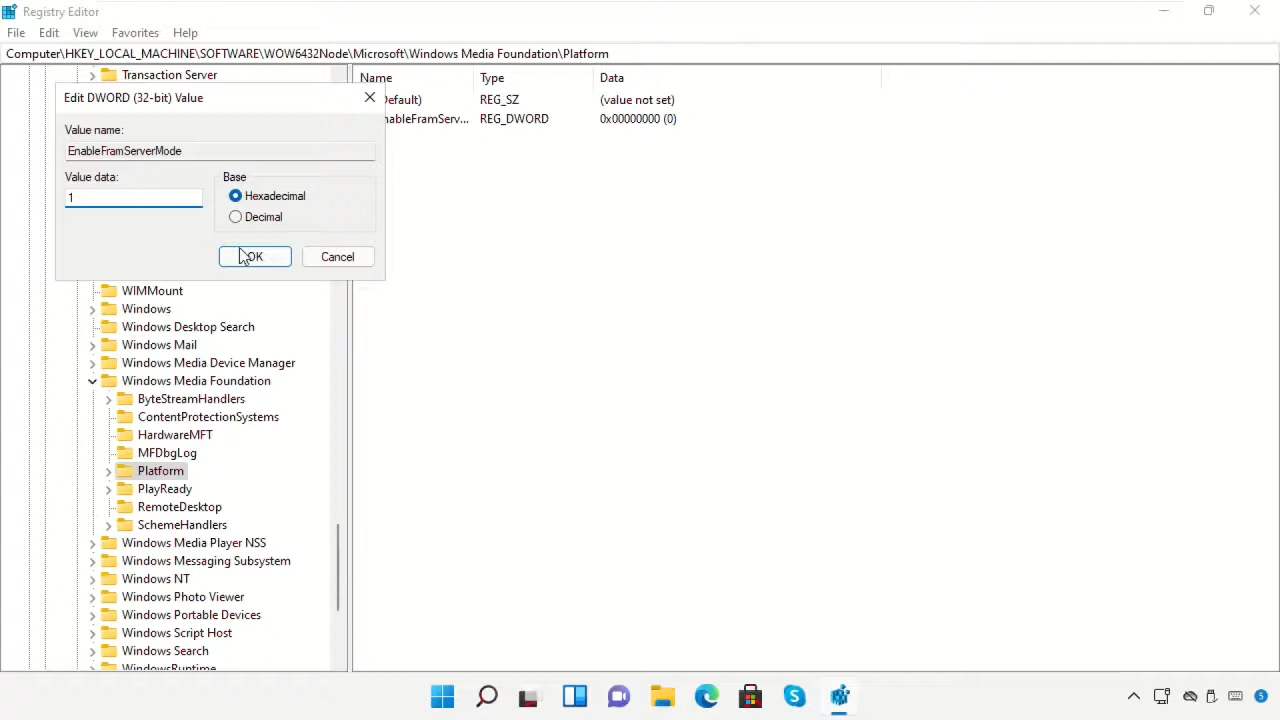 Registry Editor
File Edit View Favorites Help
Computer\HKEY_LOCAL_MACHINE\SOFTWARE\WOW6432Node\Microsoft\Windows Media Foundation\Platform
Transaction Server
Name Type Data
Default) REG_SZ (value not set)
nableFramServ... REG_DWORD 0x00000000 (0)
Edit DWORD (32-bit) Value
Value name:
EnableFramServerMode
Value data:
1
Base
Hexadecimal
Decimal
OK Cancel
WIMMount
Windows
Windows Desktop Search
Windows Mail
Windows Media Device Manager
Windows Media Foundation
ByteStreamHandlers
ContentProtectionSystems
HardwareMFT
MFDbgLog
Platform
PlayReady
RemoteDesktop
SchemeHandlers
Windows Media Player NSS
Windows Messaging Subsystem
Windows NT
Windows Photo Viewer
Windows Portable Devices
Windows Script Host
Windows Search
WindowsRuntime
5